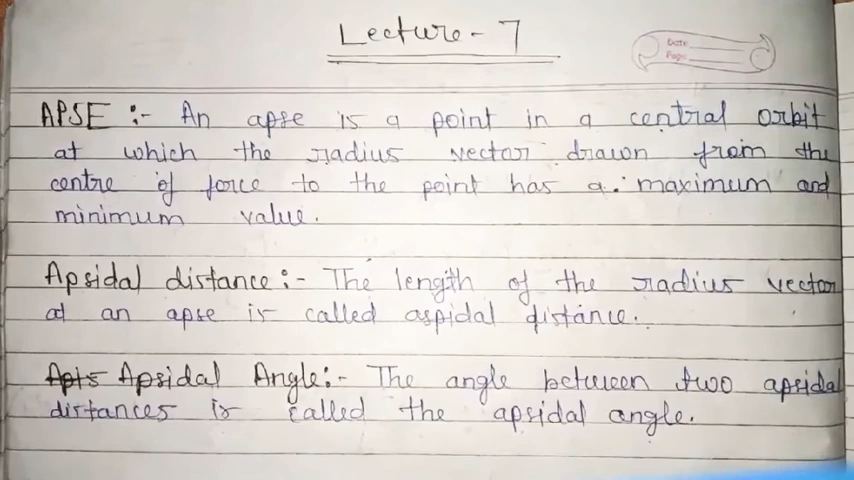 Lecture - 7
Date
Page
APSE :- An apse is a point in a central orbit
at which the radius vector drawn from the
centre of force to the point has a maximum and
minimum value.
Apsidal distance :- The length of the radius vector
at an apse is called aspidal distance.
Apsidal Angle :- The angle between two apsidal
distances is called the apsidal angle.